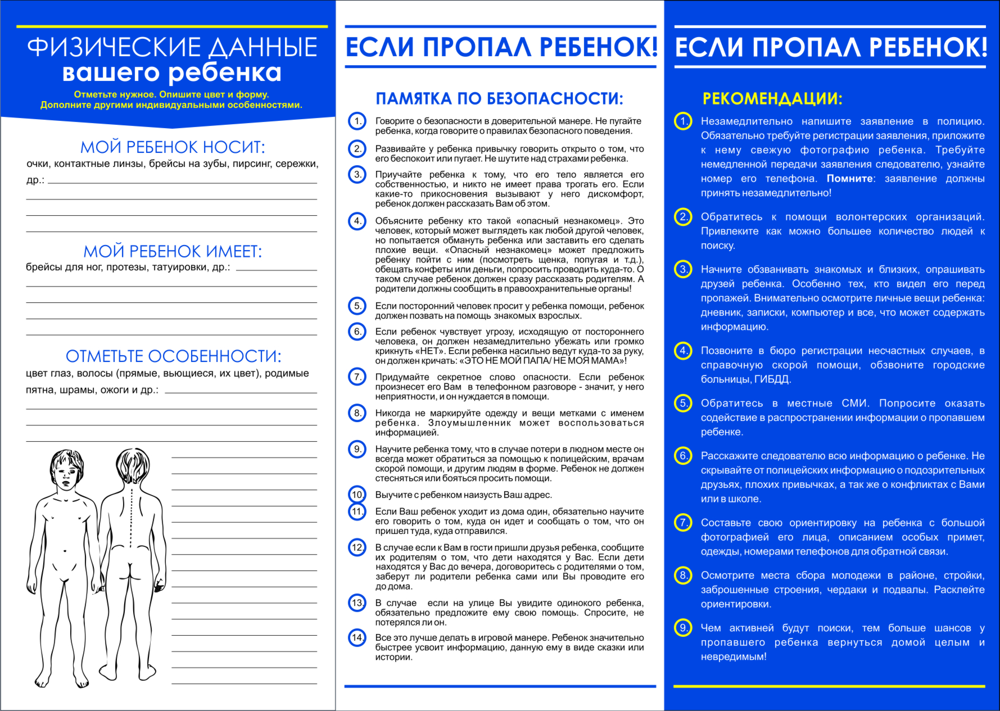 ФИЗИЧЕСКИЕ ДАННЫЕ
вашего ребенка
Отметьте нужное. Опишите цвет и форму.
Дополните другими индивидуальными особенностями.
МОЙ РЕБЕНОК НОСИТ:
очки, контактные линзы, брейсы на зубы, пирсинг, сережки,
др.:
МОЙ РЕБЕНОК ИМЕЕТ:
брейсы для ног, протезы, татуировки, др.:
ОТМЕТЬТЕ ОСОБЕННОСТИ:
цвет глаз, волосы (прямые, вьющиеся, их цвет), родимые
пятна, шрамы, ожоги и др.:
ЕСЛИ ПРОПАЛ РЕБЕНОК!
ПАМЯТКА ПО БЕЗОПАСНОСТИ:
1. Говорите о безопасности в доверительной манере. Не пугайте
ребенка, когда говорите о правилах безопасного поведения.
2. Развивайте у ребенка привычку говорить открыто о том, что
его беспокоит или пугает. Не шутите над страхами ребенка.
3. Приучайте ребенка к тому, что его тело является его
собственностью, и никто не имеет права трогать его. Если
какие-то прикосновения вызывают у него дискомфорт,
ребенок должен рассказать Вам об этом.
4. Объясните ребенку кто такой «опасный незнакомец». Это
человек, который может выглядеть как любой другой человек,
но попытается обмануть ребенка или заставить его сделать
плохие вещи. «Опасный незнакомец» может предложить
ребенку пойти с ним (посмотреть щенка, попугая и т.д.),
обещать конфеты или деньги, попросить проводить куда-то. О
таком случае ребенок должен сразу рассказать родителям. А
родители должны сообщить в правоохранительные органы!
5. Если посторонний человек просит у ребенка помощи, ребенок
должен позвать на помощь знакомых взрослых.
6. Если ребенок чувствует угрозу, исходящую от постороннего
человека, он должен незамедлительно убежать или громко
крикнуть «НЕТ». Если ребенка насильно ведут куда-то за руку,
он должен кричать: «ЭТО НЕ МОЙ ПАПА/ НЕ МОЯ МАМА»!
7. Придумайте секретное слово опасности. Если ребенок
произнесет его Вам в телефонном разговоре - значит, у него
неприятности, и он нуждается в помощи.
8. Никогда не маркируйте одежду и вещи метками с именем
ребенка. Злоумышленник может воспользоваться
информацией.
9. Научите ребенка тому, что в случае потери в людном месте он
всегда может обратиться за помощью к полицейским, врачам
скорой помощи, и другим людям в форме. Ребенок не должен
стесняться или бояться просить помощи.
10. Выучите с ребенком наизусть Ваш адрес.
11. Если Ваш ребенок уходит из дома один, обязательно научите
его говорить о том, куда он идет и сообщать о том, что он
пришел туда, куда отправился.
12. В случае если к Вам в гости пришли друзья ребенка, сообщите
их родителям о том, что дети находятся у Вас. Если дети
находятся у Вас до вечера, договоритесь с родителями о том,
заберут ли родители ребенка сами или Вы проводите его
до дома.
13. В случае если на улице Вы увидите одинокого ребенка,
обязательно предложите ему свою помощь. Спросите, не
потерялся ли он.
14. Все это лучше делать в игровой манере. Ребенок значительно
быстрее усвоит информацию, данную ему в виде сказки или
истории.
ЕСЛИ ПРОПАЛ РЕБЕНОК!
РЕКОМЕНДАЦИИ:
1. Незамедлительно напишите заявление в полицию.
Обязательно требуйте регистрации заявления, приложите
к нему свежую фотографию ребенка. Требуйте
немедленной передачи заявления следователю, узнайте
номер его телефона. Помните: заявление должны
принять незамедлительно!
2. Обратитесь к помощи волонтерских организаций.
Привлеките как можно большее количество людей к
поиску.
3. Начните обзванивать знакомых и близких, опрашивать
друзей ребенка. Особенно тех, кто видел его перед
пропажей. Внимательно осмотрите личные вещи ребенка:
дневник, записки, компьютер и все, что может содержать
информацию.
4. Позвоните в бюро регистрации несчастных случаев, в
справочную скорой помощи, обзвоните городские
больницы, ГИБДД.
5. Обратитесь в местные СМИ. Попросите оказать
содействие в распространении информации о пропавшем
ребенке.
6. Расскажите следователю всю информацию о ребенке. Не
скрывайте от полицейских информацию о подозрительных
друзьях, плохих привычках, а так же о конфликтах с Вами
или в школе.
7. Составьте свою ориентировку на ребенка с большой
фотографией его лица, описанием особых примет,
одежды, номерами телефонов для обратной связи.
8. Осмотрите места сбора молодежи в районе, стройки,
заброшенные строения, чердаки и подвалы. Расклейте
ориентировки.
9. Чем активней будут поиски, тем больше шансов у
пропавшего ребенка вернуться домой целым и
невредимым!